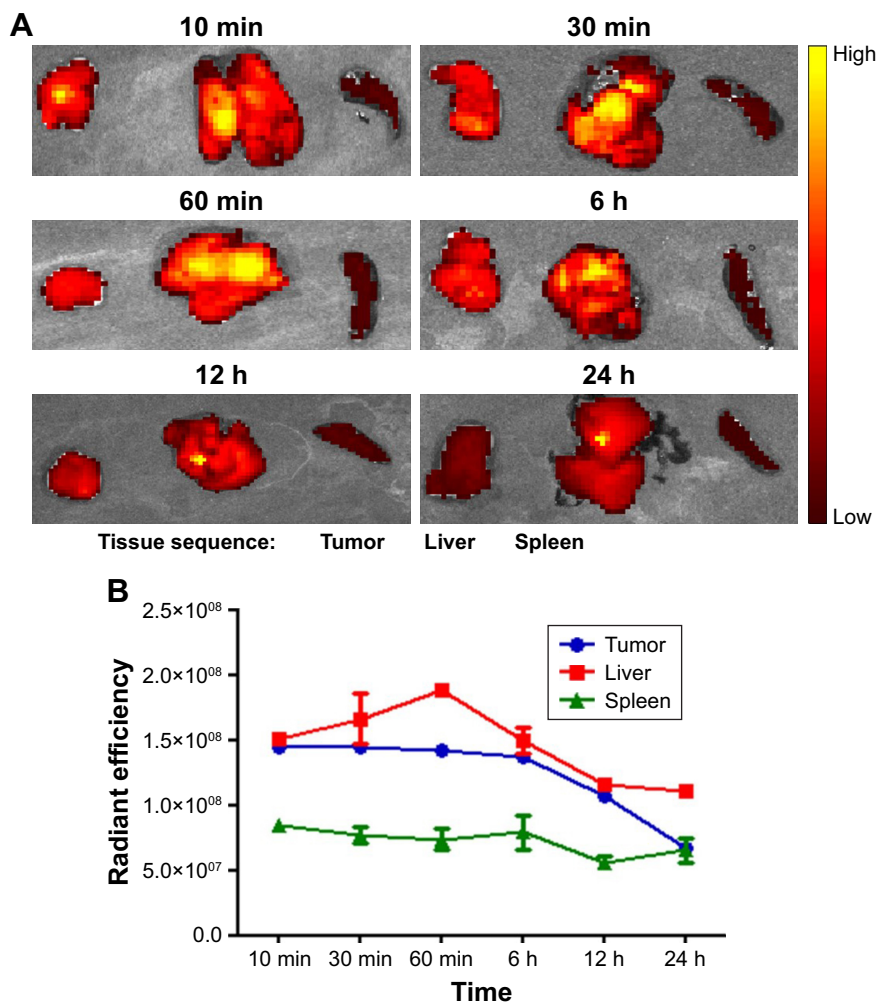 A
10 min
30 min
High
60 min
6 h
12 h
24 h
Low
Tissue sequence: Tumor Liver Spleen
B
2.5×10⁰⁸
2.0×10⁰⁸
1.5×10⁰⁸
1.0×10⁰⁸
5.0×10⁰⁷
0.0
Radiant efficiency
Tumor
Liver
Spleen
10 min 30 min 60 min 6 h 12 h 24 h
Time